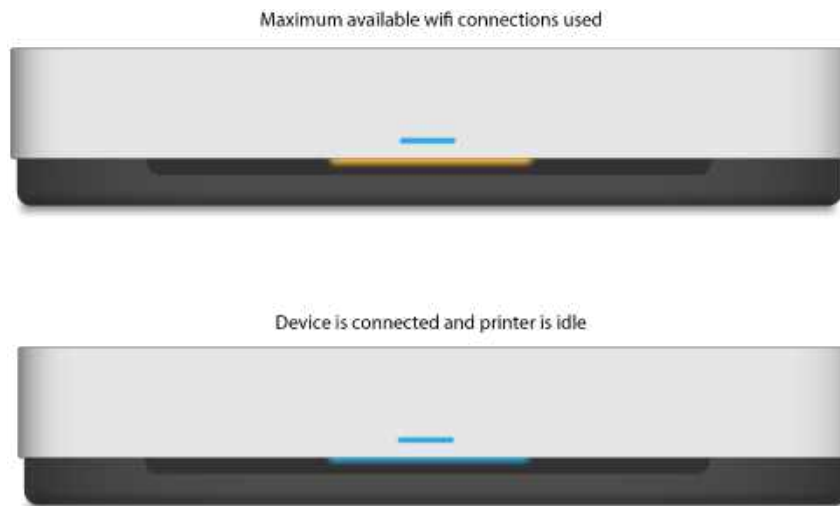 Maximum available wifi connections used
Device is connected and printer is idle